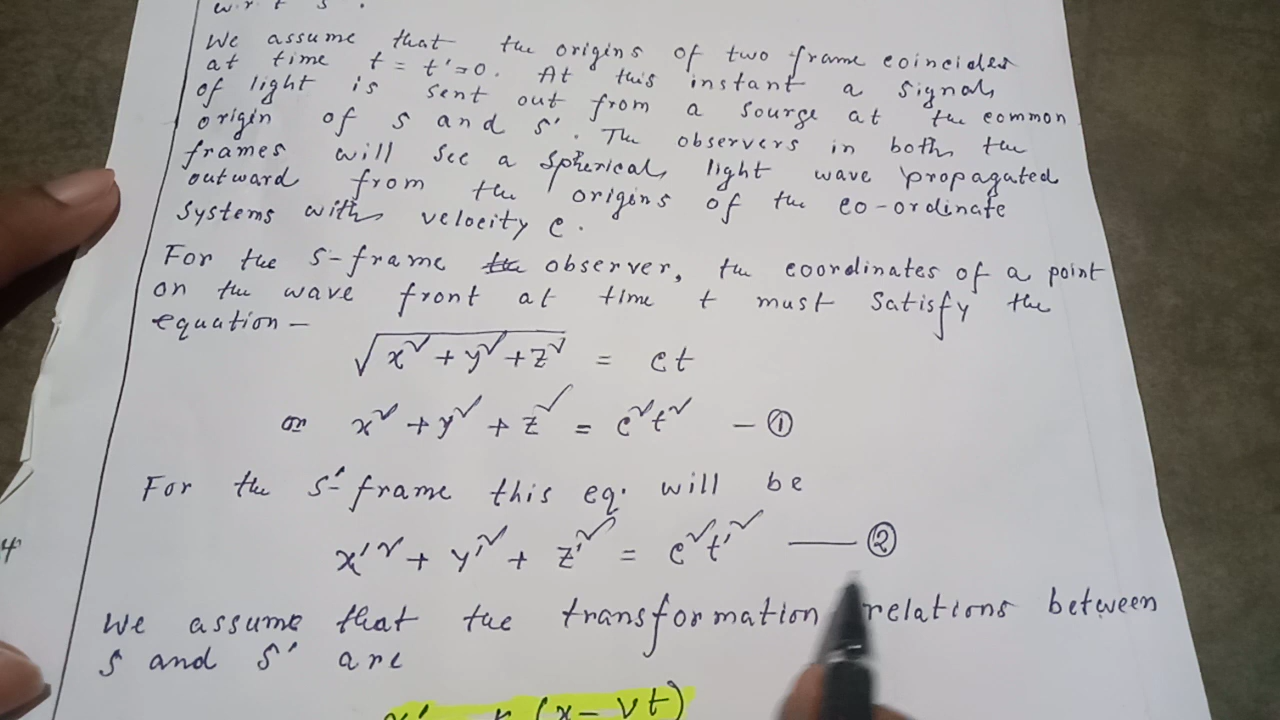 w.r.t S'.
We assume that the origins of two frame coincides
at time t = t' = 0. At this instant a signal
of light is sent out from a sourge at the common
origin of S and S'. The observers in both the
frames will see a spherical light wave propagated
outward from the origins of the co-ordinate
systems with velocity c.
For the S-frame observer, the coordinates of a point
on the wave front at time t must satisfy the
equation —
√x² + y² + z² = ct
or x² + y² + z² = c²t² — ①
For the S'-frame this eq. will be
x'² + y'² + z'² = c²t'² — ②
We assume that the transformation relations between
S and S' are
(x - vt)